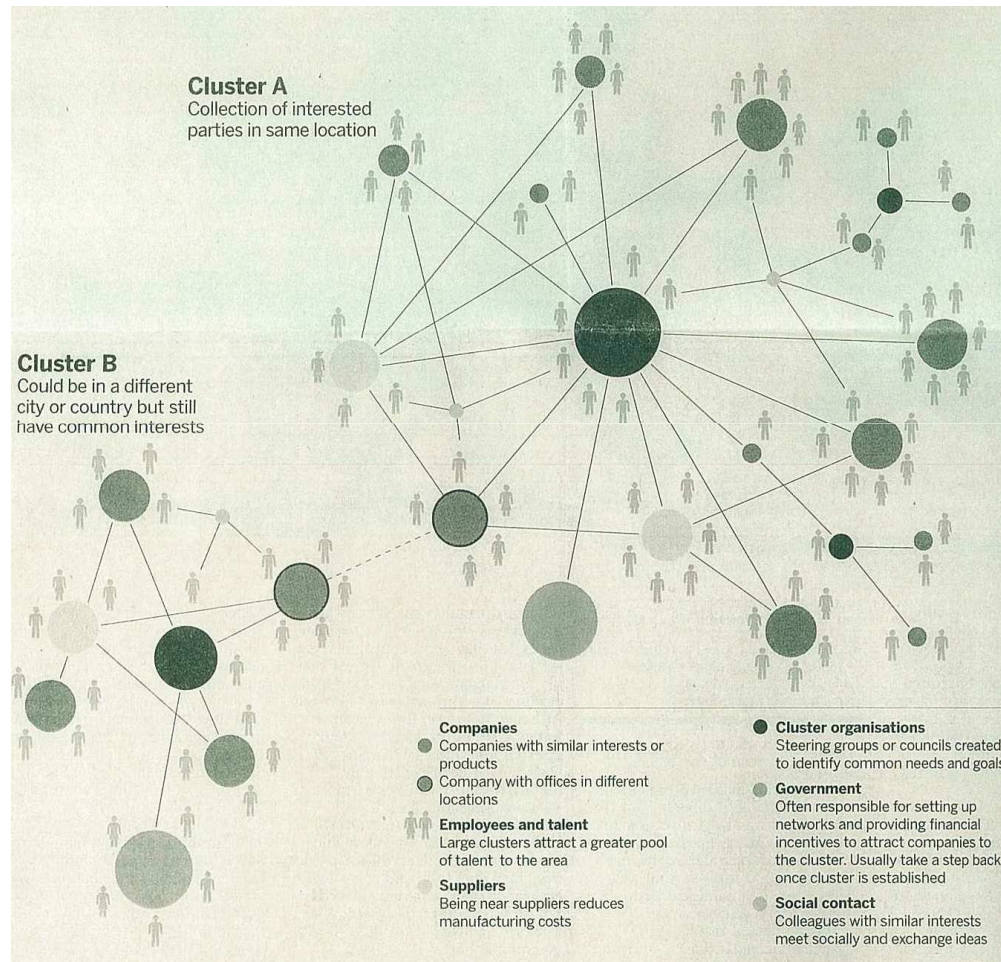 Cluster A
Collection of interested
parties in same location
Cluster B
Could be in a different
city or country but still
have common interests
Companies
Companies with similar interests or
products
Company with offices in different
locations
Employees and talent
Large clusters attract a greater pool
of talent to the area
Suppliers
Being near suppliers reduces
manufacturing costs
Cluster organisations
Steering groups or councils created
to identify common needs and goals
Government
Often responsible for setting up
networks and providing financial
incentives to attract companies to
the cluster. Usually take a step back
once cluster is established
Social contact
Colleagues with similar interests
meet socially and exchange ideas